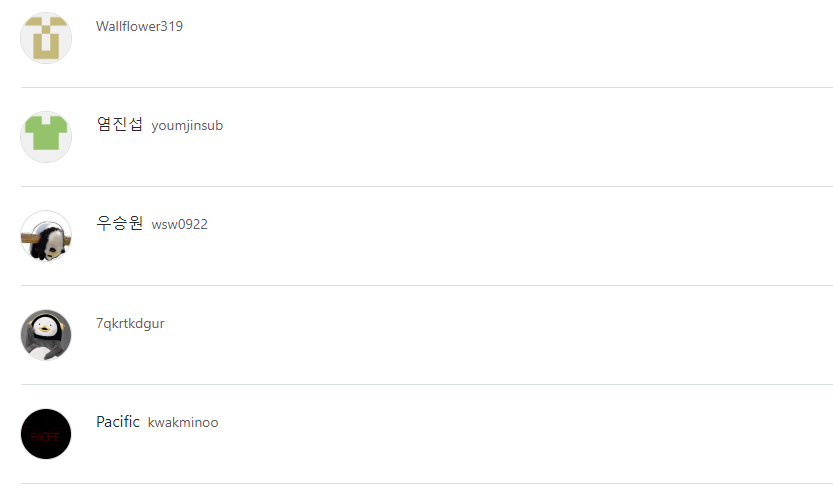 Wallflower319
염진섭 youmjinsub
우승원 wsw0922
7qkrtkdgur
Pacific kwakminoo